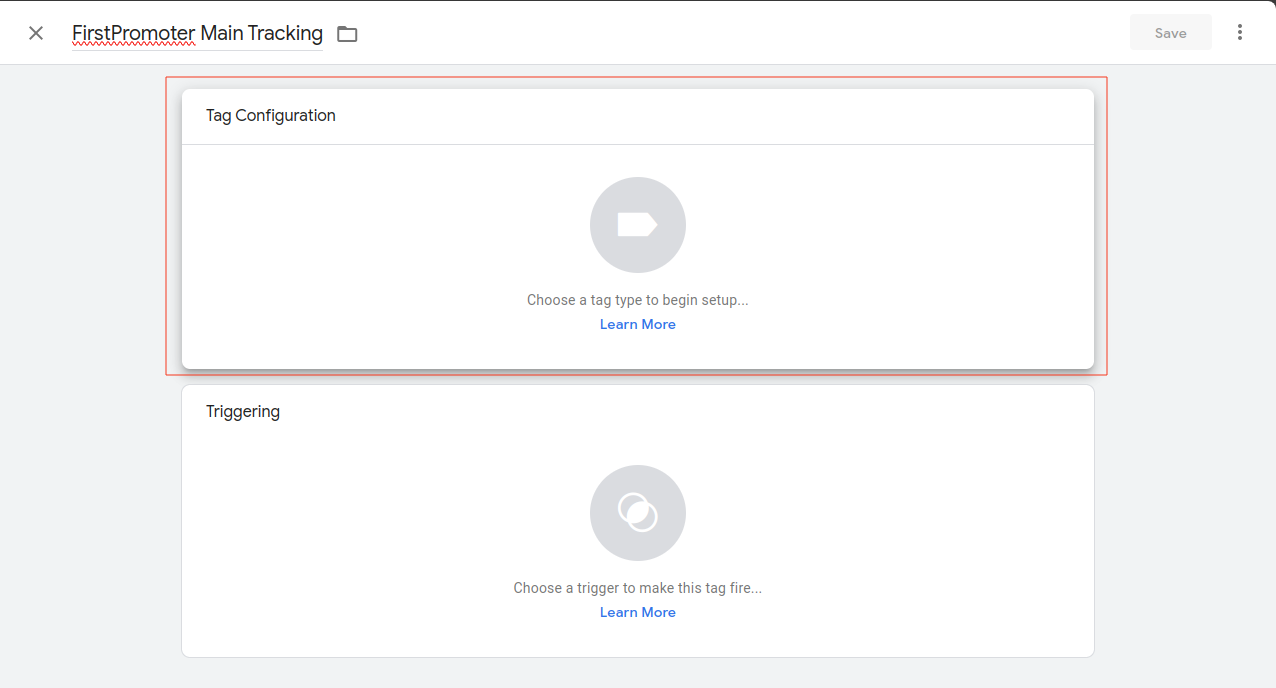 FirstPromoter Main Tracking
Save
Tag Configuration
Choose a tag type to begin setup...
Learn More
Triggering
Choose a trigger to make this tag fire...
Learn More